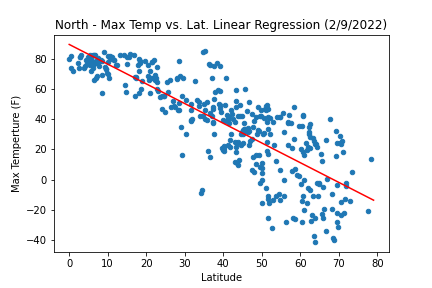 North - Max Temp vs. Lat. Linear Regression (2/9/2022)
Max Temperture (F)
80
60
40
20
0
−20
−40
0 10 20 30 40 50 60 70 80
Latitude